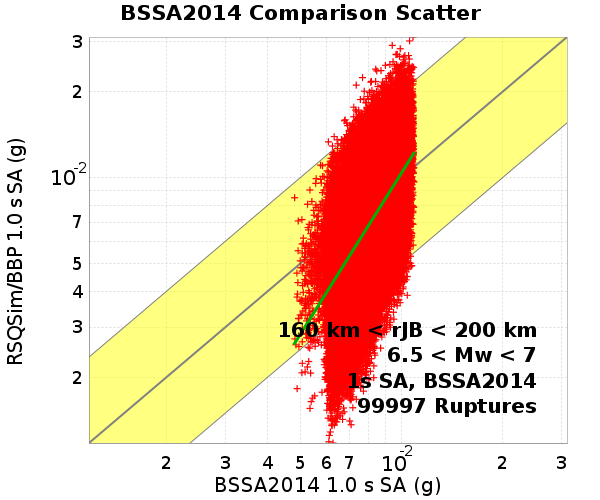 BSSA2014 Comparison Scatter
RSQSim/BBP 1.0 s SA (g)
3
2
10-2
7
5
4
3
2
160 km < rJB < 200 km
6.5 < Mw < 7
1s SA, BSSA2014
99997 Ruptures
2 3 4 5 6 7 10-2 2 3
BSSA2014 1.0 s SA (g)